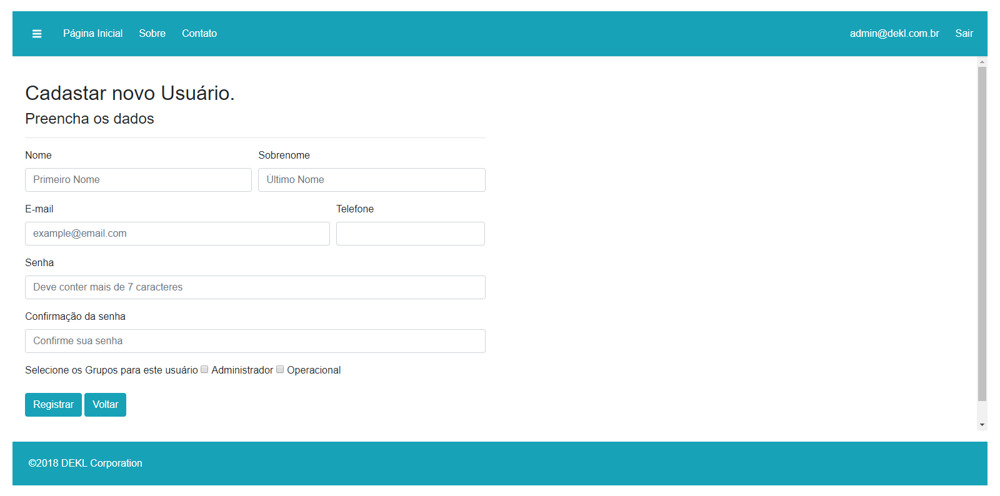 Página Inicial Sobre Contato admin@dekl.com.br Sair
Cadastar novo Usuário.
Preencha os dados
Nome Sobrenome
Primeiro Nome Último Nome
E-mail Telefone
example@email.com
Senha
Deve conter mais de 7 caracteres
Confirmação da senha
Confirme sua senha
Selecione os Grupos para este usuário Administrador Operacional
Registrar Voltar
©2018 DEKL Corporation